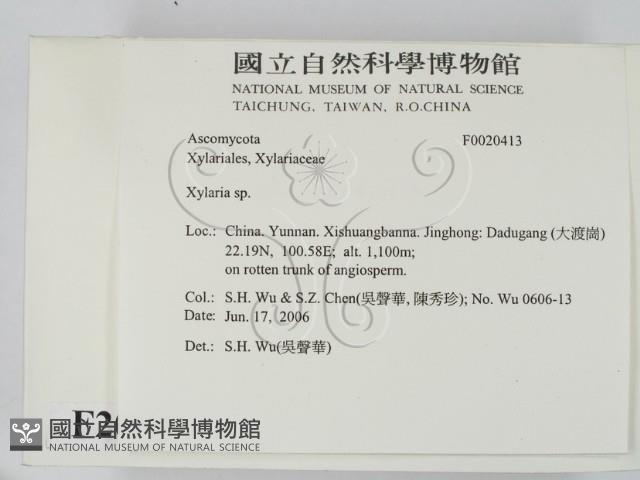 國立自然科學博物館
NATIONAL MUSEUM OF NATURAL SCIENCE
TAICHUNG, TAIWAN, R.O.CHINA
Ascomycota F0020413
Xylariales, Xylariaceae
Xylaria sp.
Loc.: China. Yunnan. Xishuangbanna. Jinghong: Dadugang (大渡崗)
22.19N, 100.58E; alt. 1,100m;
on rotten trunk of angiosperm.
Col.: S.H. Wu & S.Z. Chen(吳聲華, 陳秀珍); No. Wu 0606-13
Date: Jun. 17, 2006
Det.: S.H. Wu(吳聲華)
國立自然科學博物館
NATIONAL MUSEUM OF NATURAL SCIENCE